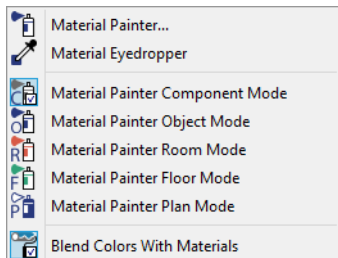 Material Painter...
Material Eyedropper
C Material Painter Component Mode
O Material Painter Object Mode
R Material Painter Room Mode
F Material Painter Floor Mode
P Material Painter Plan Mode
Blend Colors With Materials